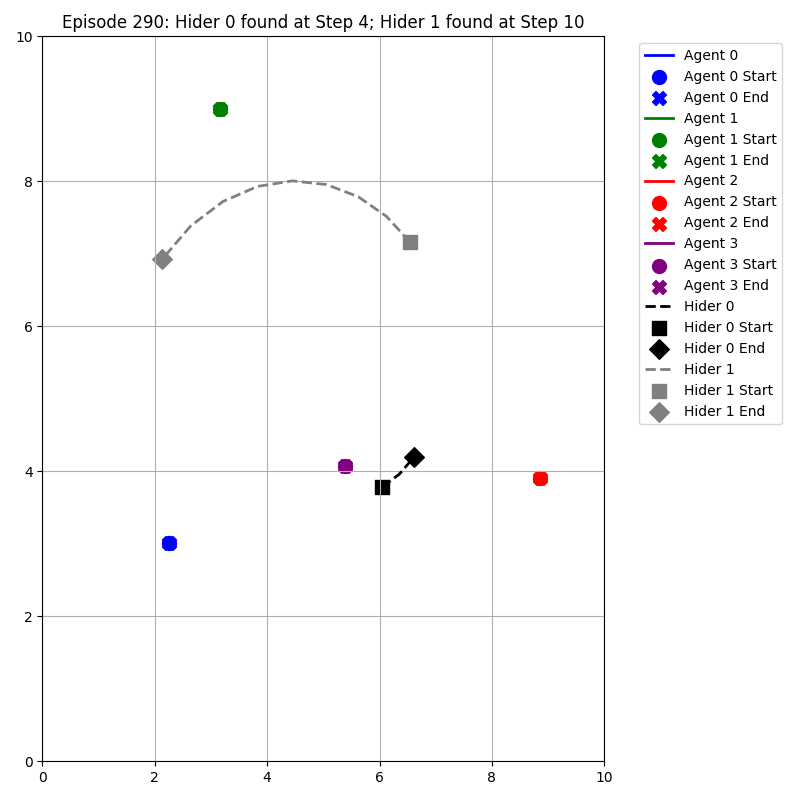 Episode 290: Hider 0 found at Step 4; Hider 1 found at Step 10
10
8
6
4
2
0
0
2
4
6
8
10
Agent 0
Agent 0 Start
Agent 0 End
Agent 1
Agent 1 Start
Agent 1 End
Agent 2
Agent 2 Start
Agent 2 End
Agent 3
Agent 3 Start
Agent 3 End
Hider 0
Hider 0 Start
Hider 0 End
Hider 1
Hider 1 Start
Hider 1 End